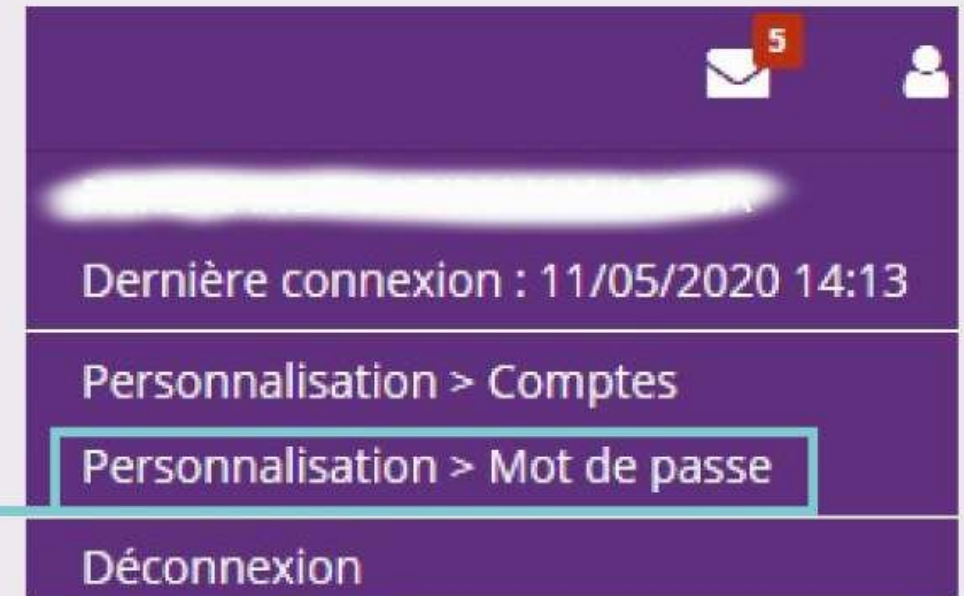 5
Dernière connexion : 11/05/2020 14:13
Personnalisation > Comptes
Personnalisation > Mot de passe
Déconnexion